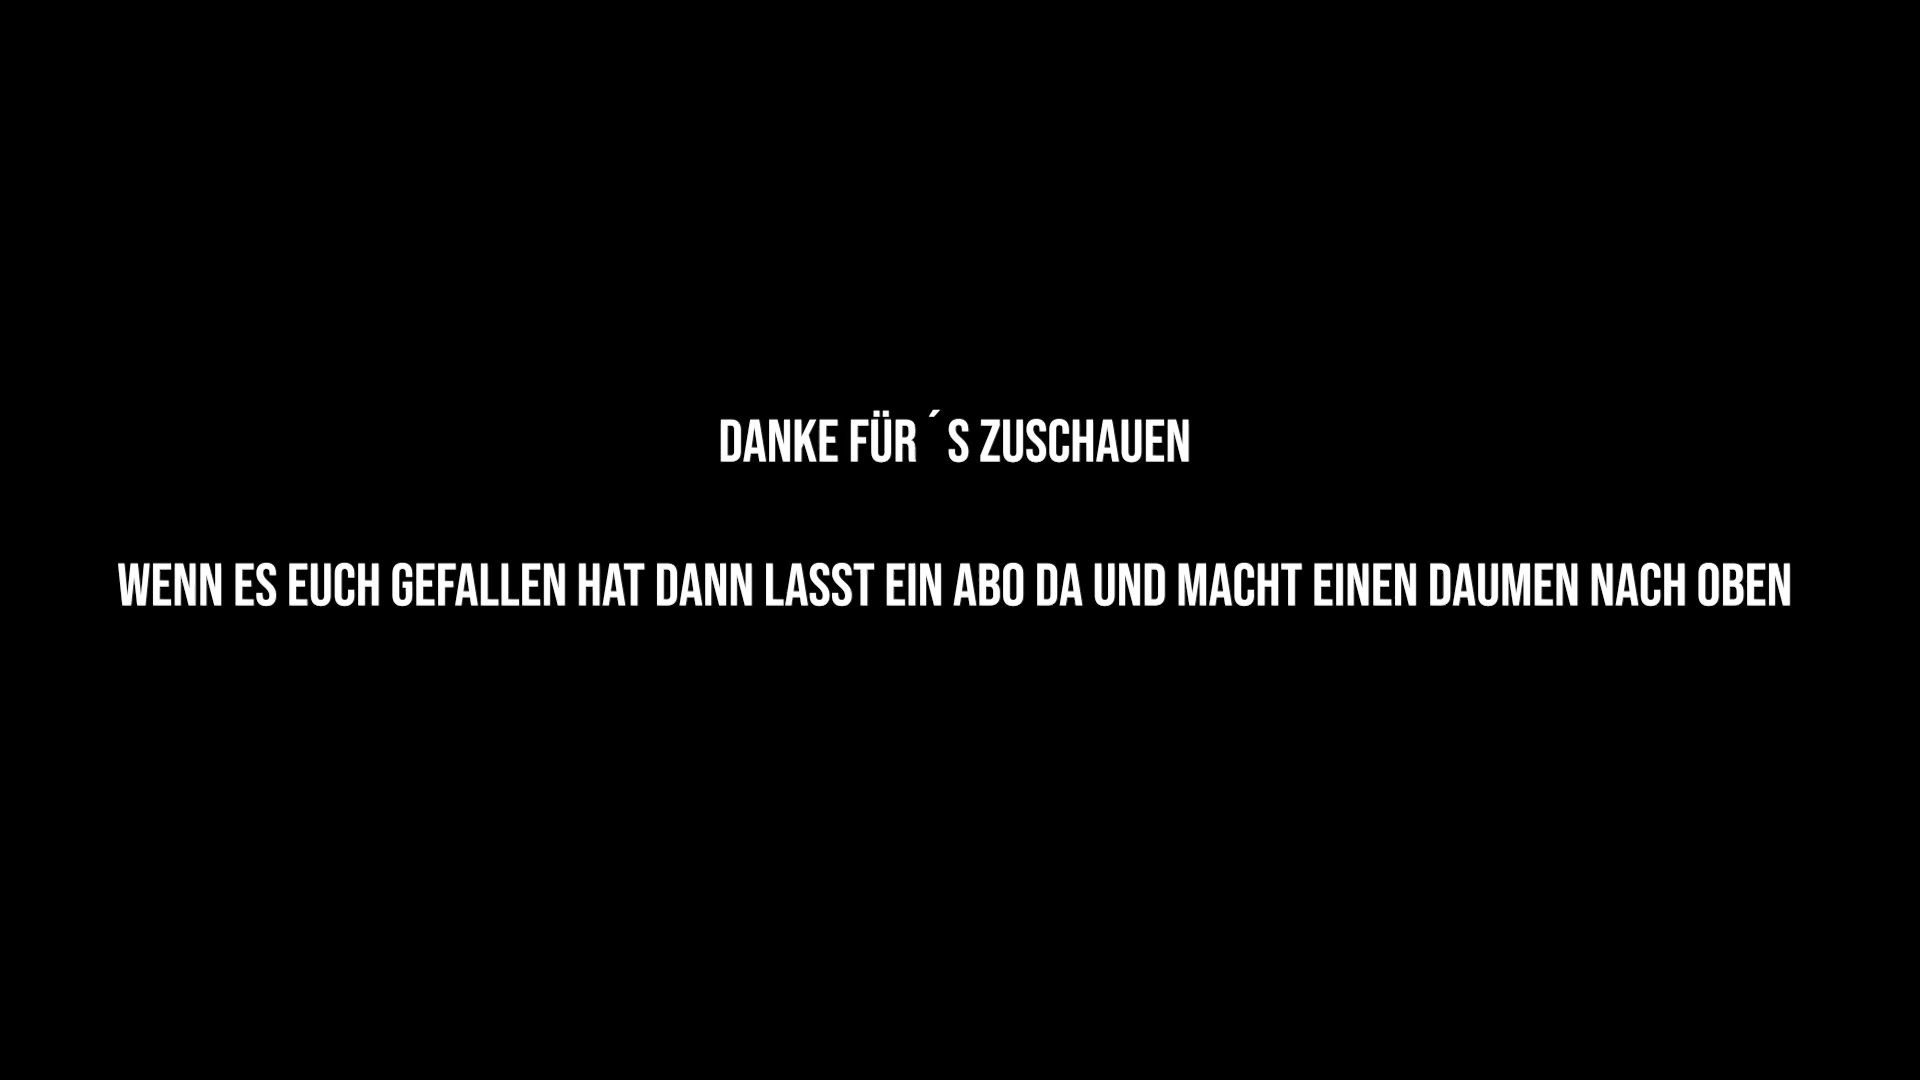 DANKE FÜR´S ZUSCHAUEN
WENN ES EUCH GEFALLEN HAT DANN LASST EIN ABO DA UND MACHT EINEN DAUMEN NACH OBEN